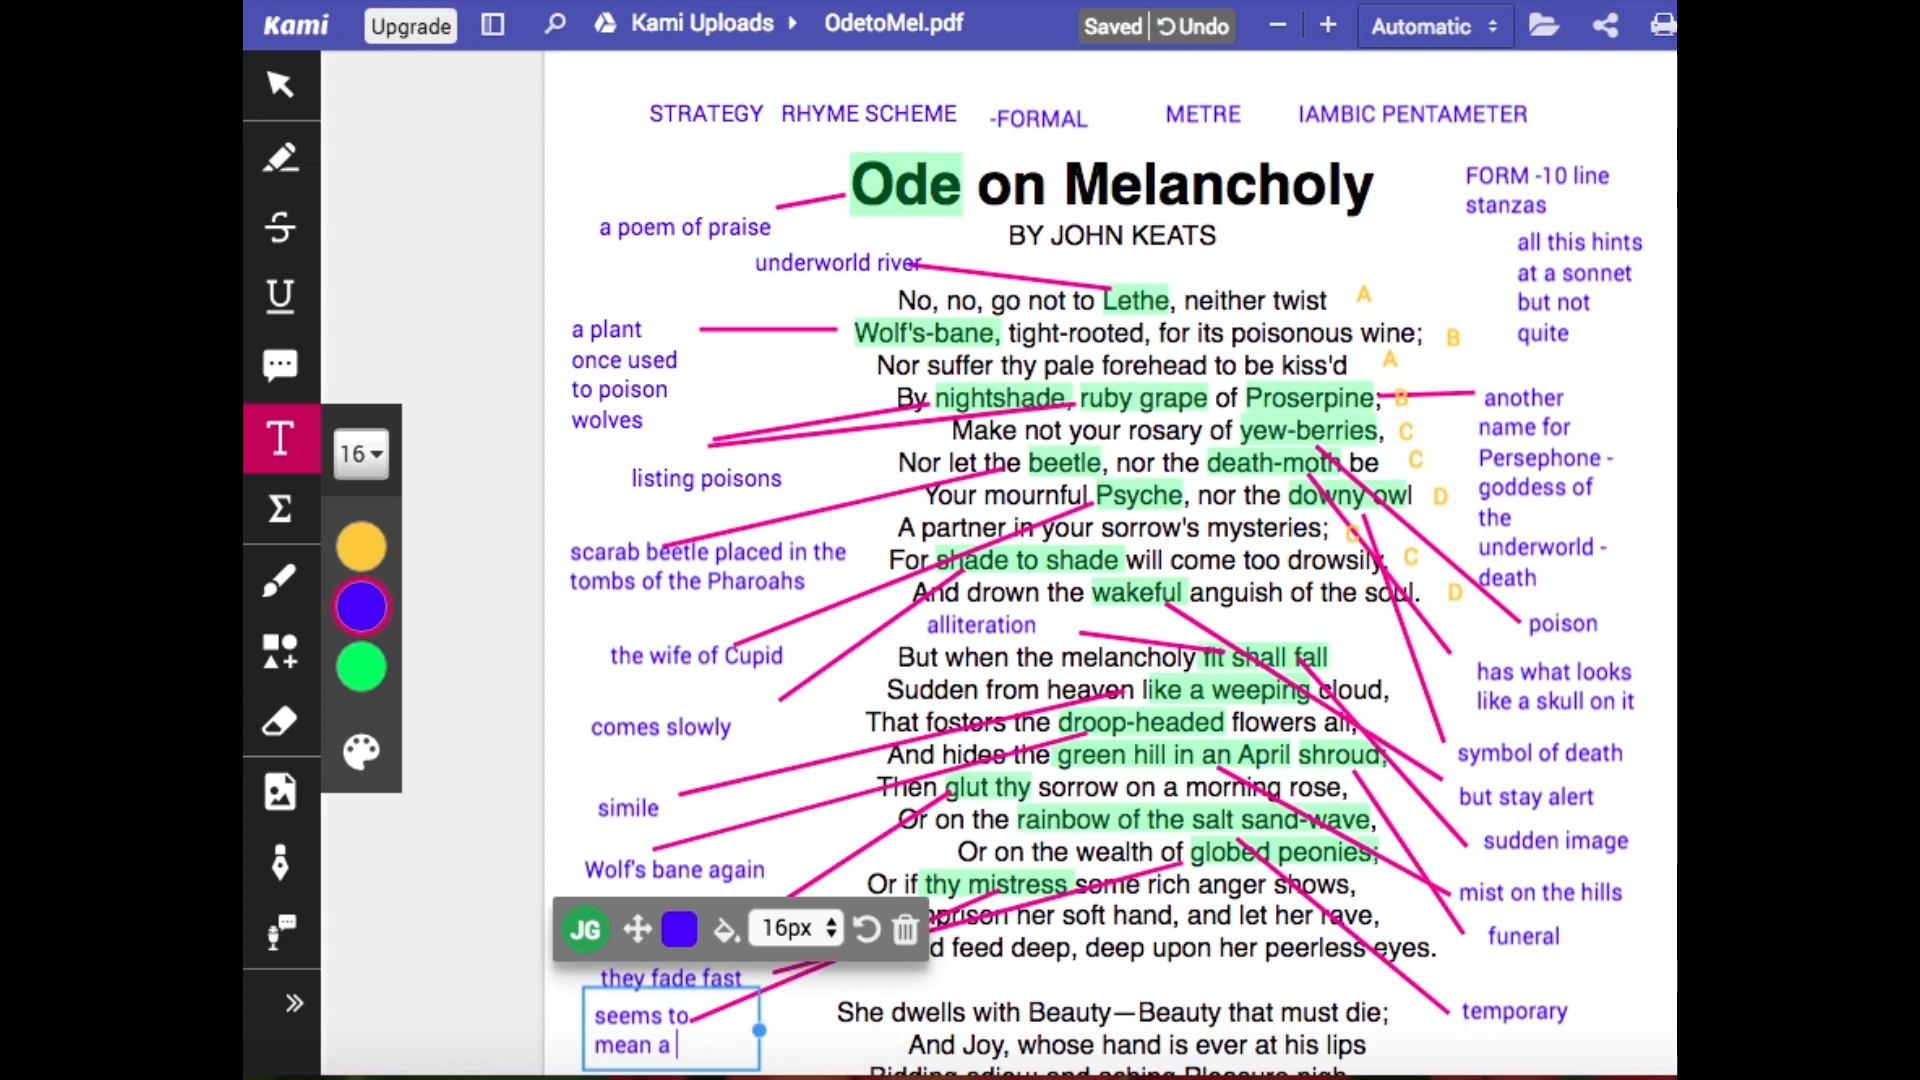 Kami Upgrade Kami Uploads OdetoMel.pdf Saved Undo Automatic
STRATEGY RHYME SCHEME -FORMAL METRE IAMBIC PENTAMETER
Ode on Melancholy
BY JOHN KEATS
FORM -10 line
stanzas
all this hints
at a sonnet
but not
quite
a poem of praise
underworld river
No, no, go not to Lethe, neither twist A
Wolf's-bane, tight-rooted, for its poisonous wine; B
Nor suffer thy pale forehead to be kiss'd A
By nightshade, ruby grape of Proserpine; B
Make not your rosary of yew-berries, C
Nor let the beetle, nor the death-moth be C
Your mournful Psyche, nor the downy owl D
A partner in your sorrow's mysteries; C
For shade to shade will come too drowsily, C
And drown the wakeful anguish of the soul. D
a plant
once used
to poison
wolves
listing poisons
scarab beetle placed in the
tombs of the Pharoahs
the wife of Cupid
comes slowly
another
name for
Persephone -
goddess of
the
underworld -
death
poison
has what looks
like a skull on it
symbol of death
but stay alert
sudden image
mist on the hills
funeral
temporary
alliteration
But when the melancholy fit shall fall
Sudden from heaven like a weeping cloud,
That fosters the droop-headed flowers all,
And hides the green hill in an April shroud;
Then glut thy sorrow on a morning rose,
Or on the rainbow of the salt sand-wave,
Or on the wealth of globed peonies;
Or if thy mistress some rich anger shows,
her soft hand, and let her rave,
feed deep, deep upon her peerless eyes.
simile
Wolf's bane again
JG 16px
they fade fast
seems to
mean a
She dwells with Beauty—Beauty that must die;
And Joy, whose hand is ever at his lips
Bidding adieu; and aching Pleasure nigh,
T
16